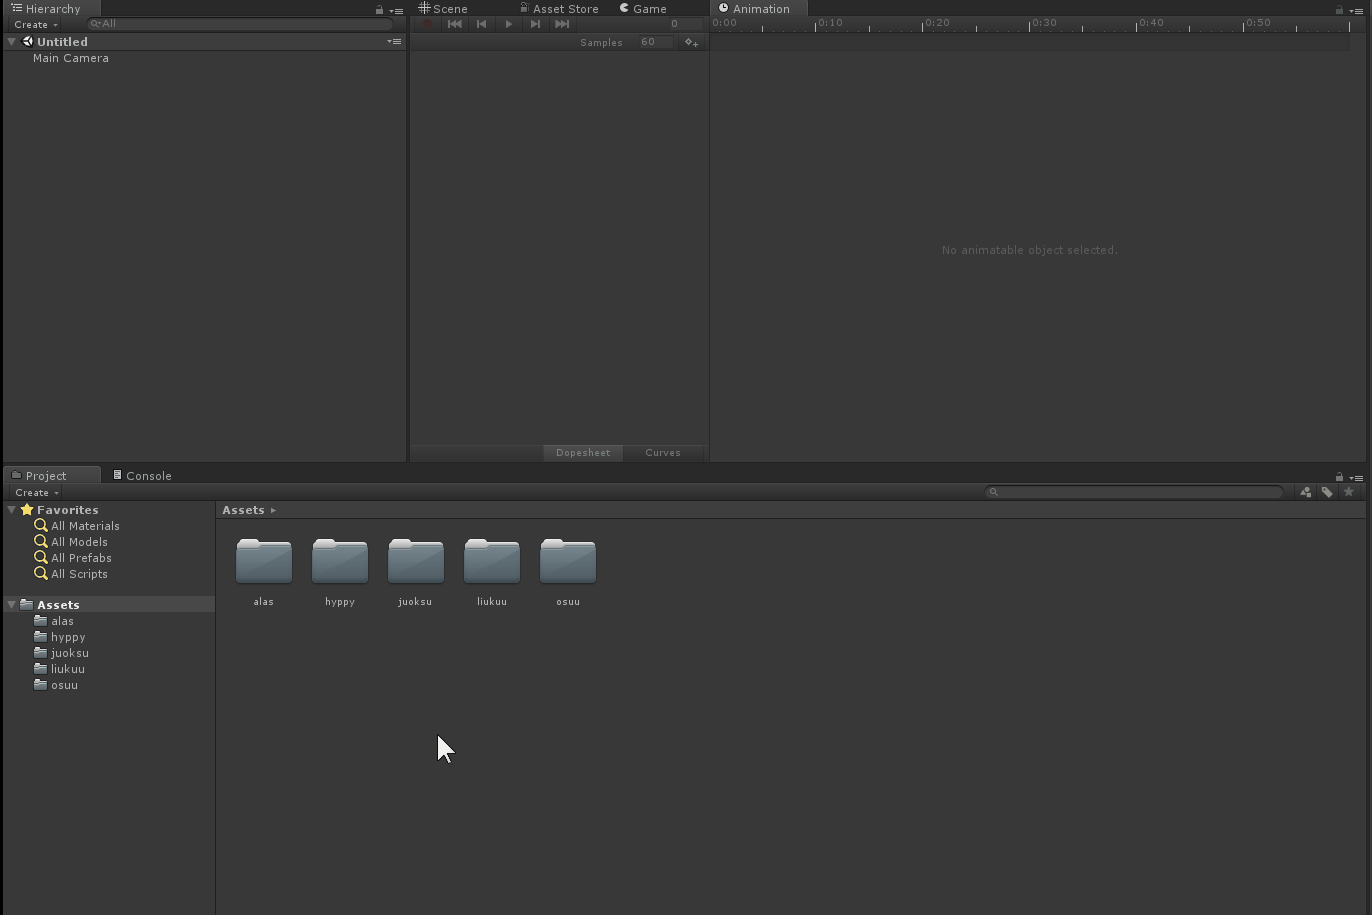 Hierarchy
Create All
Untitled
Main Camera
Scene Asset Store Game Animation
0
0:00 0:10 0:20 0:30 0:40 0:50
Samples 60
No animatable object selected.
Dopesheet Curves
Project Console
Create
Favorites
All Materials
All Models
All Prefabs
All Scripts
Assets
alas
hyppy
juoksu
liukuu
osuu
Assets
alas hyppy juoksu liukuu osuu